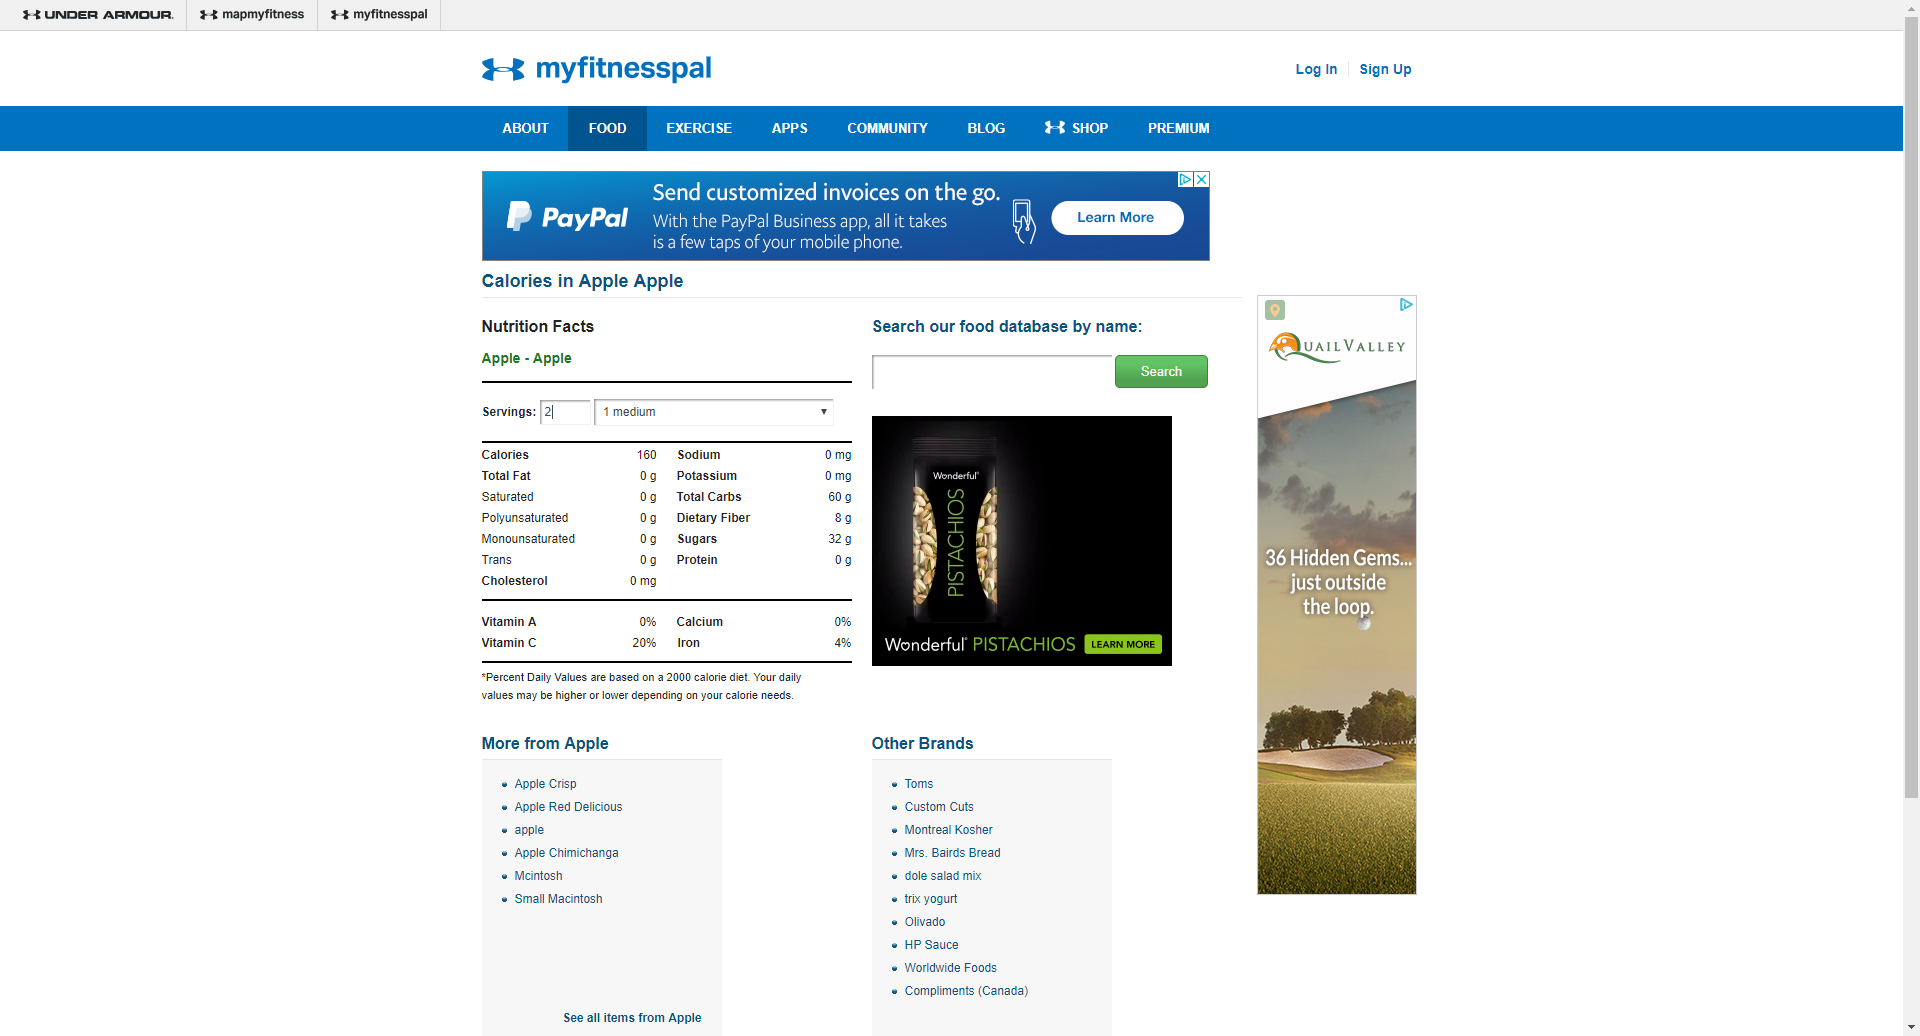 UNDER ARMOUR.
mapmyfitness
myfitnesspal
myfitnesspal
Log In
Sign Up
ABOUT
FOOD
EXERCISE
APPS
COMMUNITY
BLOG
SHOP
PREMIUM
PayPal
Send customized invoices on the go.
With the PayPal Business app, all it takes
is a few taps of your mobile phone.
Learn More
Calories in Apple Apple
Nutrition Facts
Apple - Apple
Servings: 2 1 medium
Calories 160 Sodium 0 mg
Total Fat 0 g Potassium 0 mg
Saturated 0 g Total Carbs 60 g
Polyunsaturated 0 g Dietary Fiber 8 g
Monounsaturated 0 g Sugars 32 g
Trans 0 g Protein 0 g
Cholesterol 0 mg
Vitamin A 0% Calcium 0%
Vitamin C 20% Iron 4%
*Percent Daily Values are based on a 2000 calorie diet. Your daily
values may be higher or lower depending on your calorie needs.
Search our food database by name:
Search
Wonderful
PISTACHIOS
Wonderful PISTACHIOS LEARN MORE
QUAIL VALLEY
36 Hidden Gems...
just outside
the loop.
More from Apple
Apple Crisp
Apple Red Delicious
apple
Apple Chimichanga
Mcintosh
Small Macintosh
See all items from Apple
Other Brands
Toms
Custom Cuts
Montreal Kosher
Mrs. Bairds Bread
dole salad mix
trix yogurt
Olivado
HP Sauce
Worldwide Foods
Compliments (Canada)